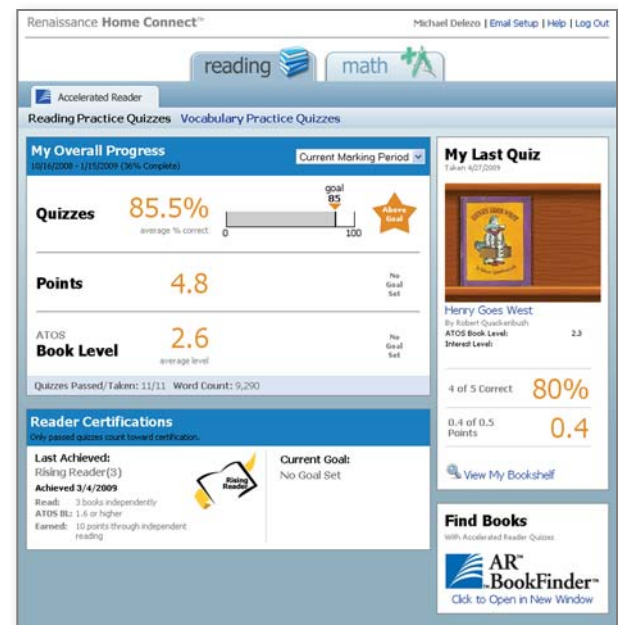 Renaissance Home Connect™
Michael Delezo | Email Setup | Help | Log Out
reading
math
Accelerated Reader
Reading Practice Quizzes Vocabulary Practice Quizzes
My Overall Progress
10/16/2008 - 1/15/2009 (36% Complete)
Current Marking Period
Quizzes
85.5%
average % correct
goal
85
0
100
Above
Goal
Points
4.8
No
Goal
Set
ATOS
Book Level
2.6
average level
No
Goal
Set
Quizzes Passed/Taken: 11/11 Word Count: 9,290
Reader Certifications
Only passed quizzes count toward certification.
Last Achieved:
Rising Reader(3)
Achieved 3/4/2009
Read: 3 books independently
ATOS BL: 1.6 or higher
Earned: 10 points through independent
reading
Rising
Reader
Current Goal:
No Goal Set
My Last Quiz
Taken 4/27/2009
HENRY GOES WEST
Henry Goes West
By Robert Quackenbush
ATOS Book Level: 2.3
Interest Level:
4 of 5 Correct
80%
0.4 of 0.5
Points
0.4
View My Bookshelf
Find Books
With Accelerated Reader Quizzes
AR™
BookFinder™
Click to Open in New Window